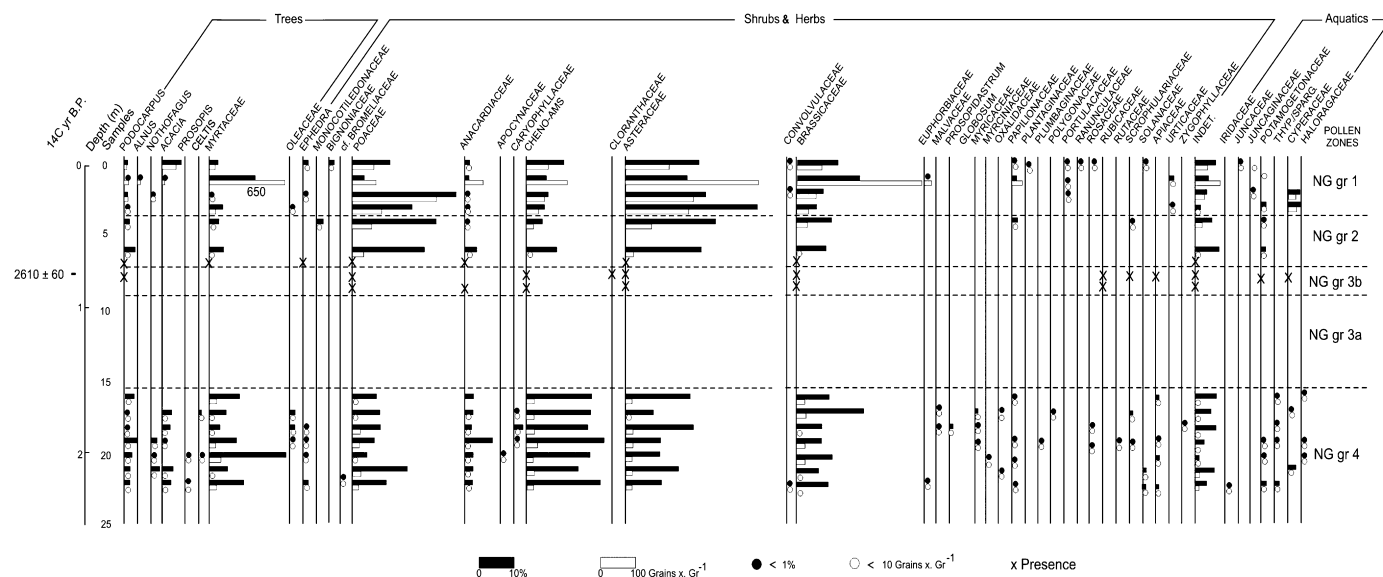 Trees
Shrubs & Herbs
Aquatics
14C yr B.P.
Depth (m)
Samples
PODOCARPUS
ALNUS
NOTHOFAGUS
ACACIA
PROSOPIS
CELTIS
MYRTACEAE
OLEACEAE
EPHEDRA
MONOCOTILEDONACEAE
BIGNONIACEAE
cf. BROMELIACEAE
POACEAE
ANACARDIACEAE
APOCYNACEAE
CARYOPHYLLACEAE
CHENO-AMS
CLORANTHACEAE
ASTERACEAE
CONVOLVULACEAE
BRASSICACEAE
EUPHORBIACEAE
MALVACEAE
PROSOPIDASTRUM
GLOBOSUM
MYRICACEAE
OXALIDACEAE
PAPILIONACEAE
PLANTAGINACEAE
PLUMBAGINACEAE
POLYGONACEAE
PORTULACACEAE
RANUNCULACEAE
ROSACEAE
RUBICACEAE
RUTACEAE
SCROPHULARIACEAE
SOLANACEAE
APIACEAE
URTICACEAE
ZYGOPHYLLACEAE
INDET.
IRIDACEAE
JUNCACEAE
JUNCAGINACEAE
POTAMOGETONACEAE
THYP/SPARG
CYPERACEAE
HALORAGACEAE
POLLEN
ZONES
0
0
650
NG gr 1
5
NG gr 2
2610 ± 60
NG gr 3b
1
10
NG gr 3a
15
2
20
NG gr 4
25
0 10%
0 100 Grains x. Gr-1
< 1%
< 10 Grains x. Gr-1
x Presence